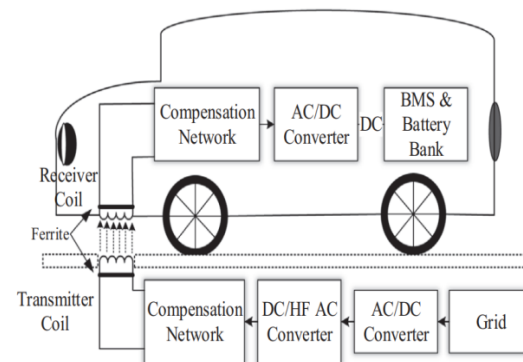 Compensation
Network
AC/DC
Converter
DC
BMS &
Battery
Bank
Receiver
Coil
Ferrite
Transmitter
Coil
Compensation
Network
DC/HF AC
Converter
AC/DC
Converter
Grid